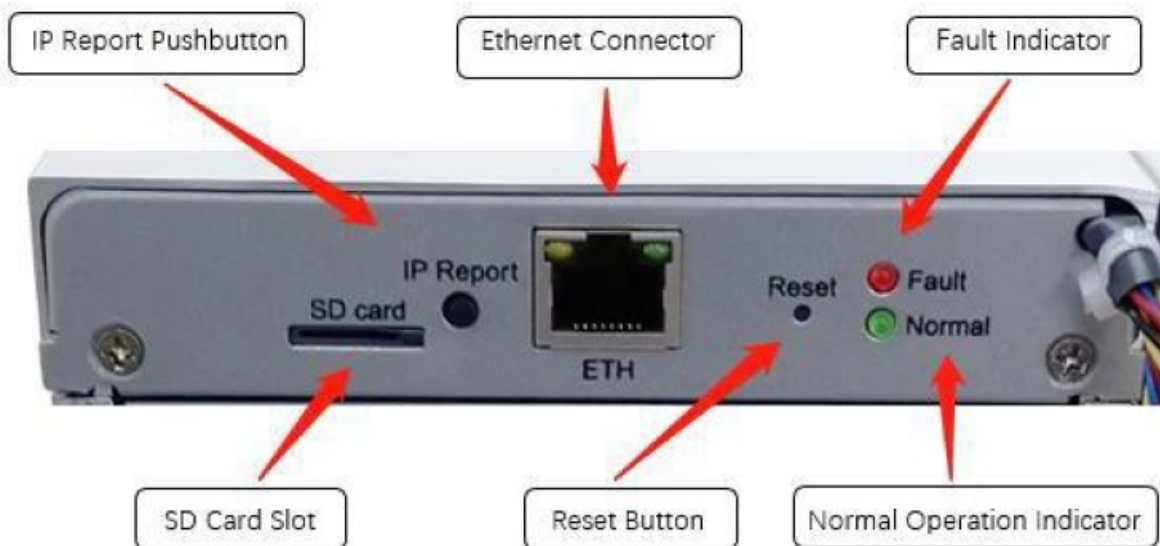 IP Report Pushbutton
Ethernet Connector
Fault Indicator
IP Report
SD card
ETH
Reset
Fault
Normal
SD Card Slot
Reset Button
Normal Operation Indicator